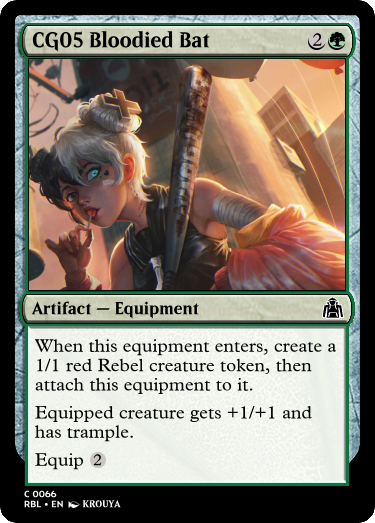 CG05 Bloodied Bat 2
Artifact — Equipment
When this equipment enters, create a
1/1 red Rebel creature token, then
attach this equipment to it.
Equipped creature gets +1/+1 and
has trample.
Equip 2
C 0066
RBL • EN KROUYA